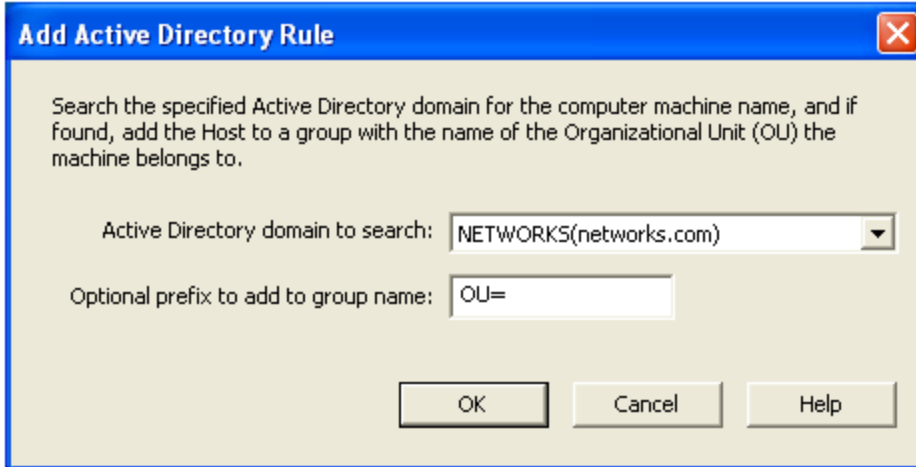 Add Active Directory Rule
Search the specified Active Directory domain for the computer machine name, and if
found, add the Host to a group with the name of the Organizational Unit (OU) the
machine belongs to.
Active Directory domain to search: NETWORKS(networks.com)
Optional prefix to add to group name: OU=
OK Cancel Help